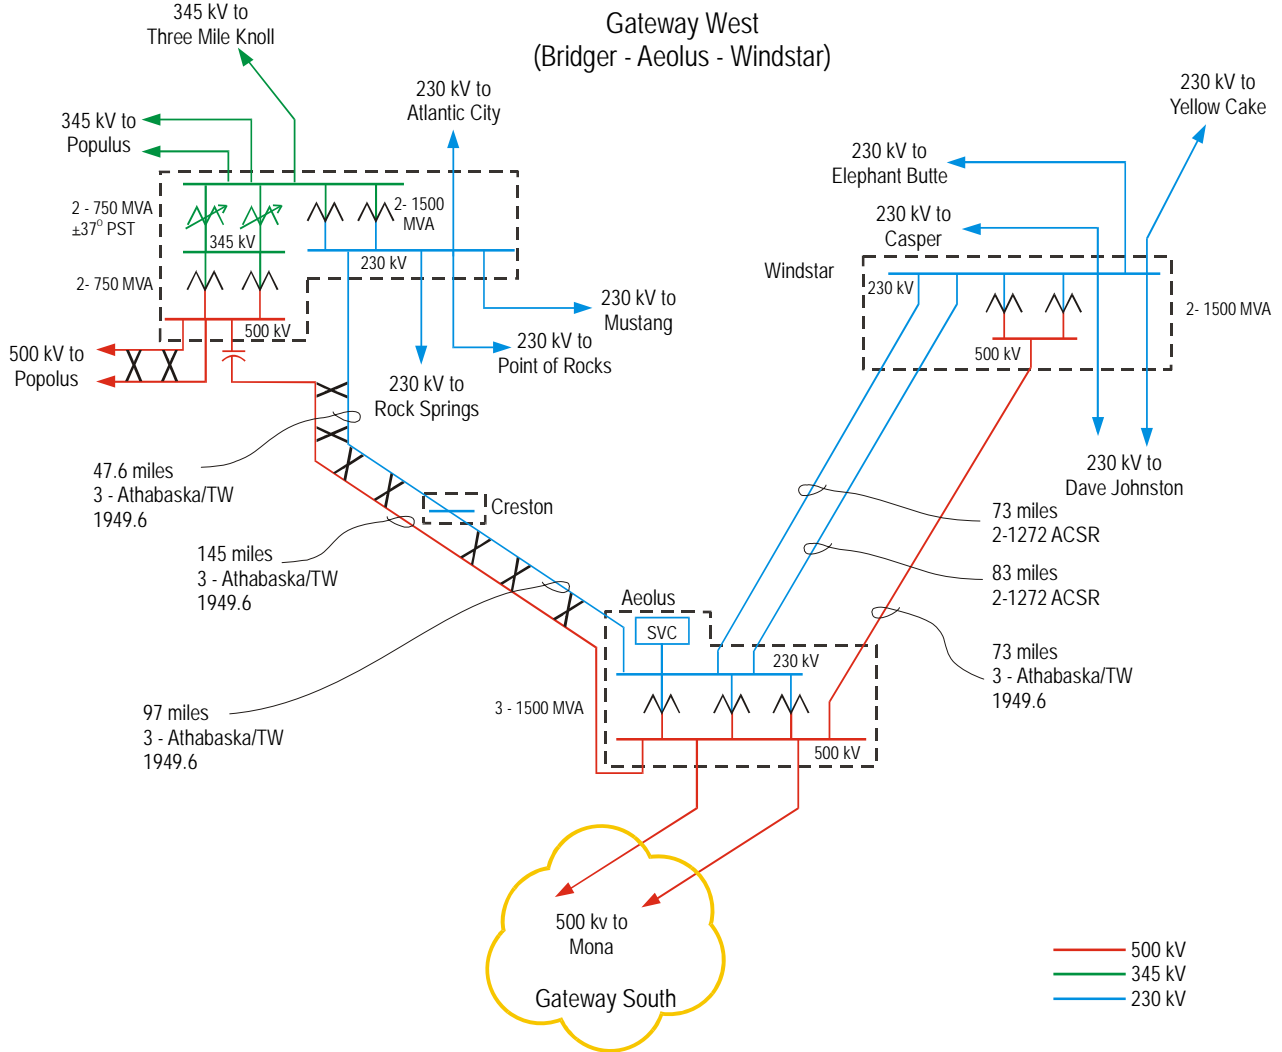 Gateway West
(Bridger - Aeolus - Windstar)
345 kV to
Three Mile Knoll
345 kV to
Populus
230 kV to
Atlantic City
230 kV to
Yellow Cake
230 kV to
Elephant Butte
230 kV to
Casper
2 - 750 MVA
±37° PST
2- 1500
MVA
345 kV
230 kV
2- 750 MVA
500 kV
500 kV to
Popolus
230 kV to
Mustang
230 kV to
Point of Rocks
230 kV to
Rock Springs
Windstar
230 kV
500 kV
2- 1500 MVA
230 kV to
Dave Johnston
47.6 miles
3 - Athabaska/TW
1949.6
Creston
145 miles
3 - Athabaska/TW
1949.6
73 miles
2-1272 ACSR
83 miles
2-1272 ACSR
73 miles
3 - Athabaska/TW
1949.6
Aeolus
SVC
230 kV
3 - 1500 MVA
500 kV
97 miles
3 - Athabaska/TW
1949.6
500 kv to
Mona
Gateway South
500 kV
345 kV
230 kV